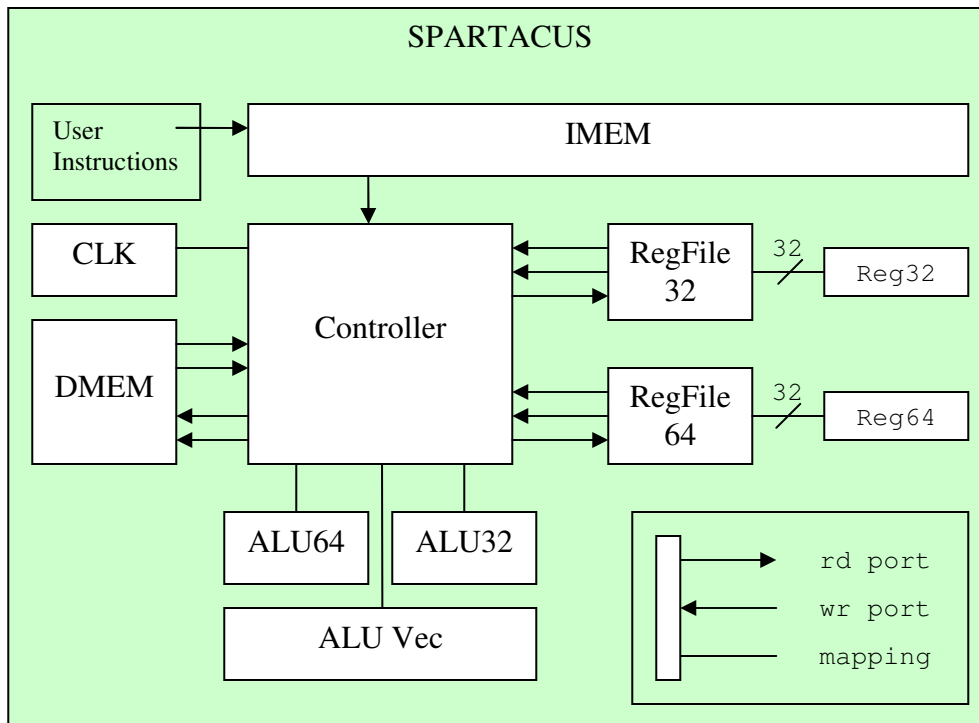 SPARTACUS
User
Instructions
IMEM
CLK
Controller
RegFile
32
32
Reg32
DMEM
RegFile
64
32
Reg64
ALU64
ALU32
ALU Vec
rd port
wr port
mapping